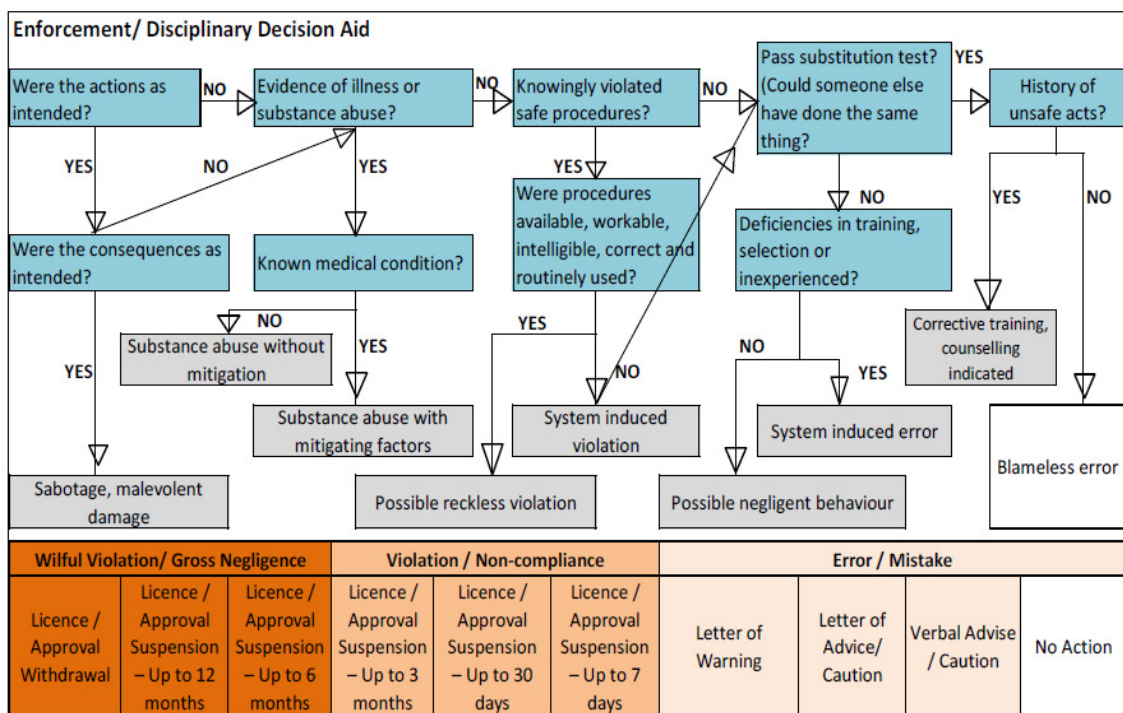 Enforcement/ Disciplinary Decision Aid
Were the actions as
intended?
NO
Evidence of illness or
substance abuse?
NO
Knowingly violated
safe procedures?
NO
Pass substitution test?
(Could someone else
have done the same
thing?
YES
History of
unsafe acts?
YES
NO
YES
YES
NO
YES
NO
Were the consequences as
intended?
Known medical condition?
Were procedures
available, workable,
intelligible, correct and
routinely used?
Deficiencies in training,
selection or
inexperienced?
NO
YES
YES
YES
NO
NO
YES
Substance abuse without
mitigation
Corrective training,
counselling
indicated
Substance abuse with
mitigating factors
System induced
violation
System induced error
Blameless error
Sabotage, malevolent
damage
Possible reckless violation
Possible negligent behaviour
Wilful Violation/ Gross Negligence
Violation / Non-compliance
Error / Mistake
Licence /
Approval
Withdrawal
Licence /
Approval
Suspension
– Up to 12
months
Licence /
Approval
Suspension
– Up to 6
months
Licence /
Approval
Suspension
– Up to 3
months
Licence /
Approval
Suspension
– Up to 30
days
Licence /
Approval
Suspension
– Up to 7
days
Letter of
Warning
Letter of
Advice/
Caution
Verbal Advise
/ Caution
No Action